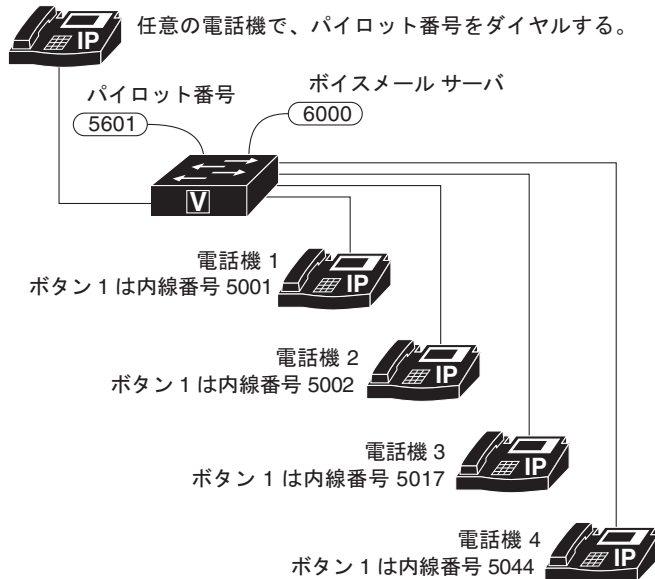 任意の電話機で、パイロット番号をダイヤルする。
IP
パイロット番号
5601
ボイスメール サーバ
6000
V
電話機 1
ボタン 1 は内線番号 5001
IP
電話機 2
ボタン 1 は内線番号 5002
IP
電話機 3
ボタン 1 は内線番号 5017
IP
電話機 4
ボタン 1 は内線番号 5044
IP